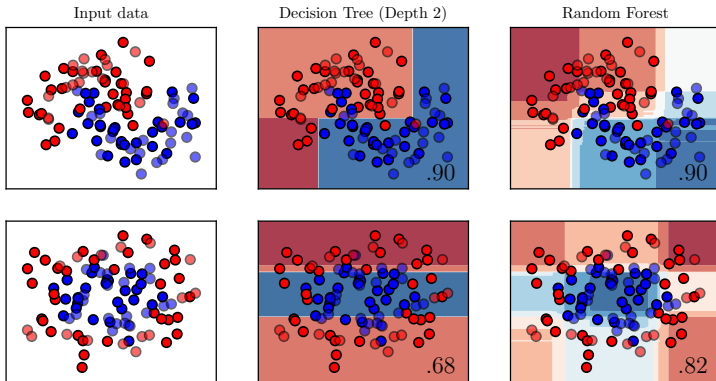 Input data
Decision Tree (Depth 2)
Random Forest
.90
.90
.68
.82